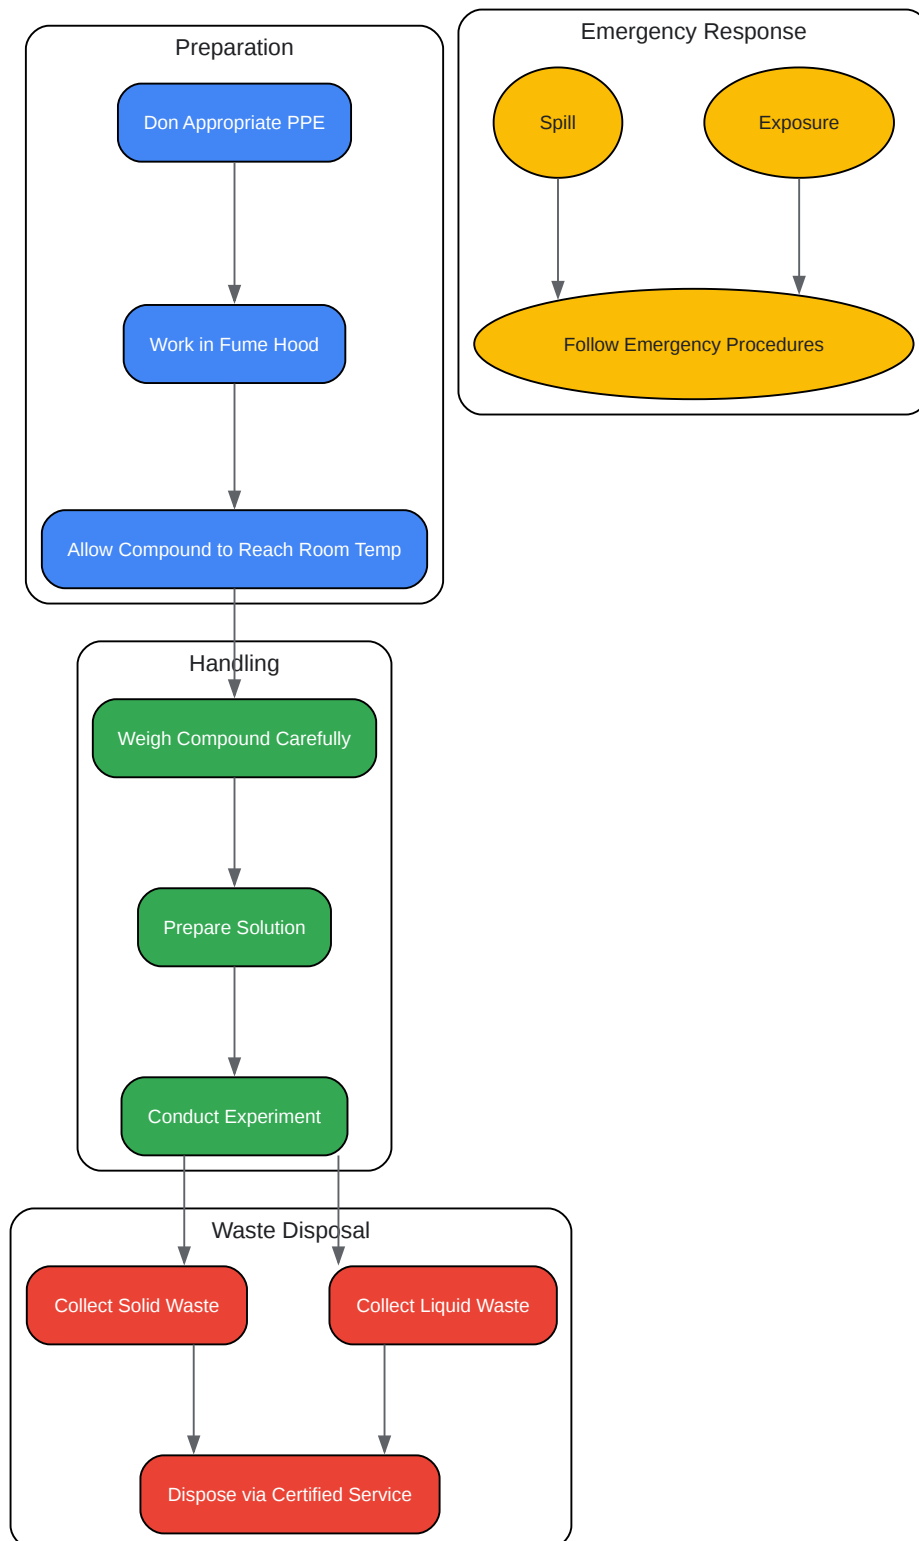 Preparation
Don Appropriate PPE
Work in Fume Hood
Allow Compound to Reach Room Temp
Emergency Response
Spill
Exposure
Follow Emergency Procedures
Handling
Weigh Compound Carefully
Prepare Solution
Conduct Experiment
Waste Disposal
Collect Solid Waste
Collect Liquid Waste
Dispose via Certified Service